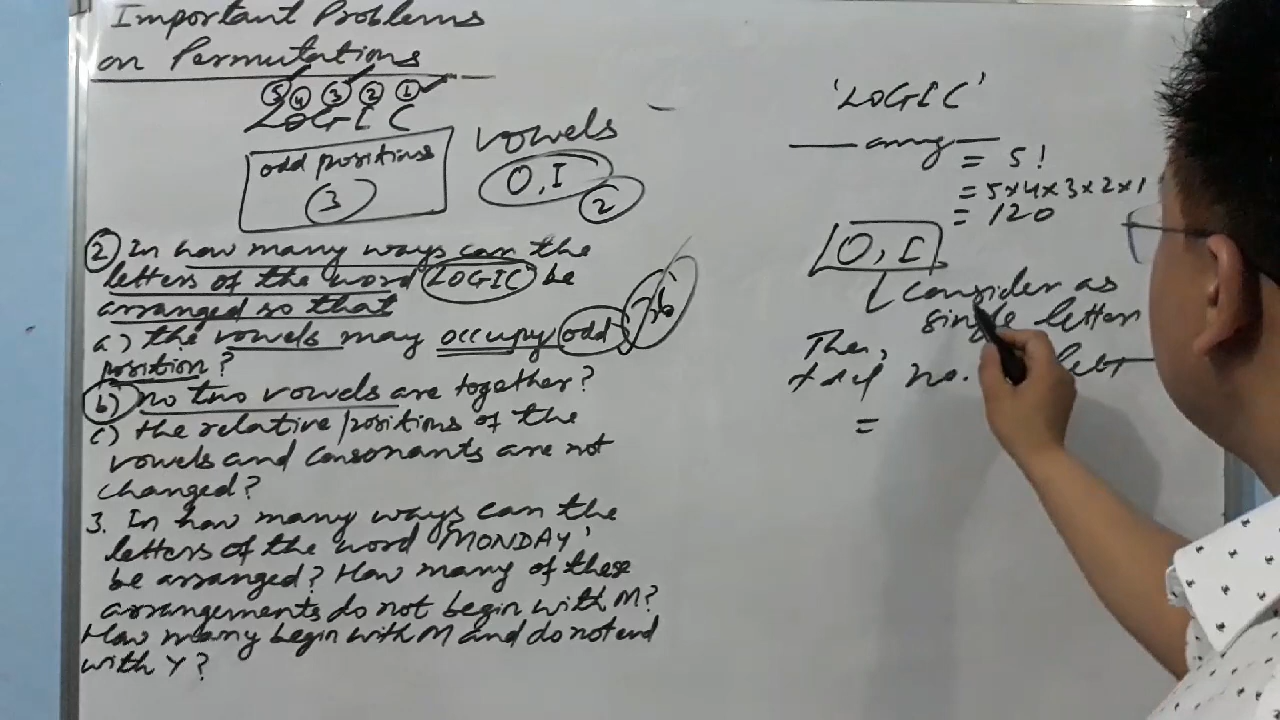 Important Problems
on Permutations
5 4 3 2 1
LOGIC
odd positions
3
vowels
O, I
2
2 In how many ways can the
letters of the word LOGIC be
arranged so that
a) the vowels may occupy odd
position?
b) no two vowels are together?
c) the relative positions of the
vowels and consonants are not
changed?
3. In how many ways can the
letters of the word 'MONDAY'
be arranged? How many of these
arrangements do not begin with M?
How many begin with M and do not end
with Y?
'LOGIC'
= 5!
= 5×4×3×2×1
= 120
O, I
Consider as
single letter
Then,
no.
=